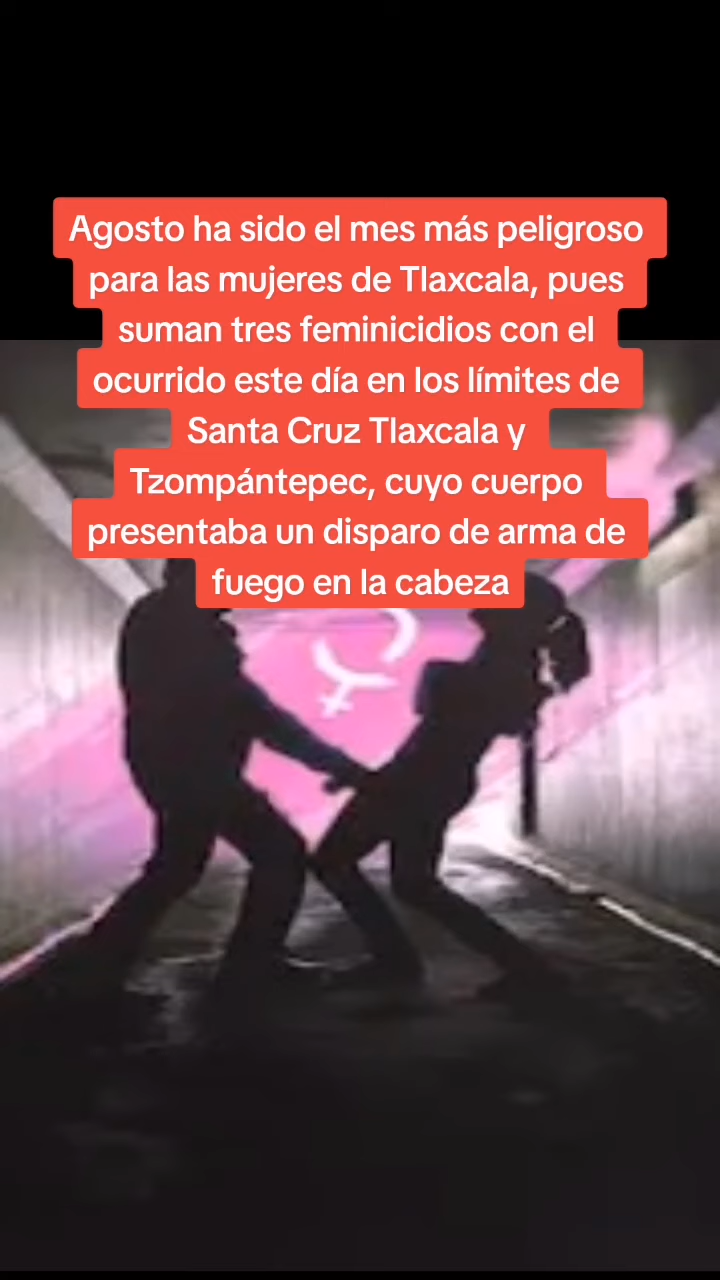 Agosto ha sido el mes más peligroso
para las mujeres de Tlaxcala, pues
suman tres feminicidios con el
ocurrido este día en los límites de
Santa Cruz Tlaxcala y
Tzompántepec, cuyo cuerpo
presentaba un disparo de arma de
fuego en la cabeza